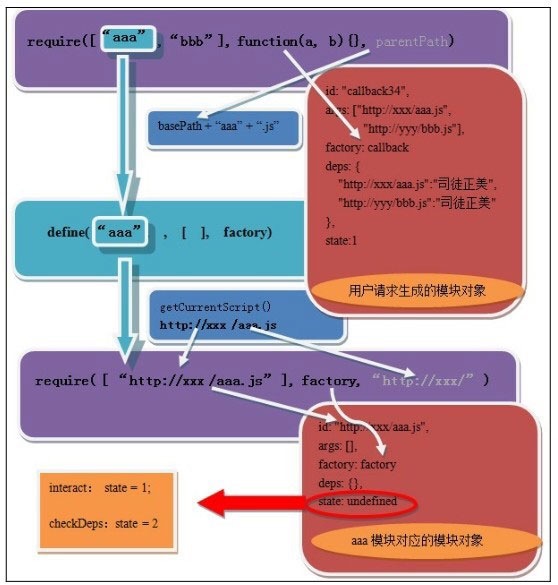 require([ “aaa” , “bbb”], function(a, b){}, parentPath)
basePath + “aaa” + “.js”
id: "callback34",
args: ["http://xxx/aaa.js",
"http://yyy/bbb.js"],
factory: callback
deps: {
"http://xxx/aaa.js":"司徒正美",
"http://yyy/bbb.js":"司徒正美"
},
state:1
用户请求生成的模块对象
define( “aaa” , [ ], factory)
getCurrentScript()
http://xxx /aaa.js
require( [ “http://xxx /aaa.js” ], factory, “http://xxx/” )
id: "http://xxx/aaa.js",
args: [],
factory: factory
deps: {},
state: undefined
aaa 模块对应的模块对象
interact: state = 1;
checkDeps: state = 2